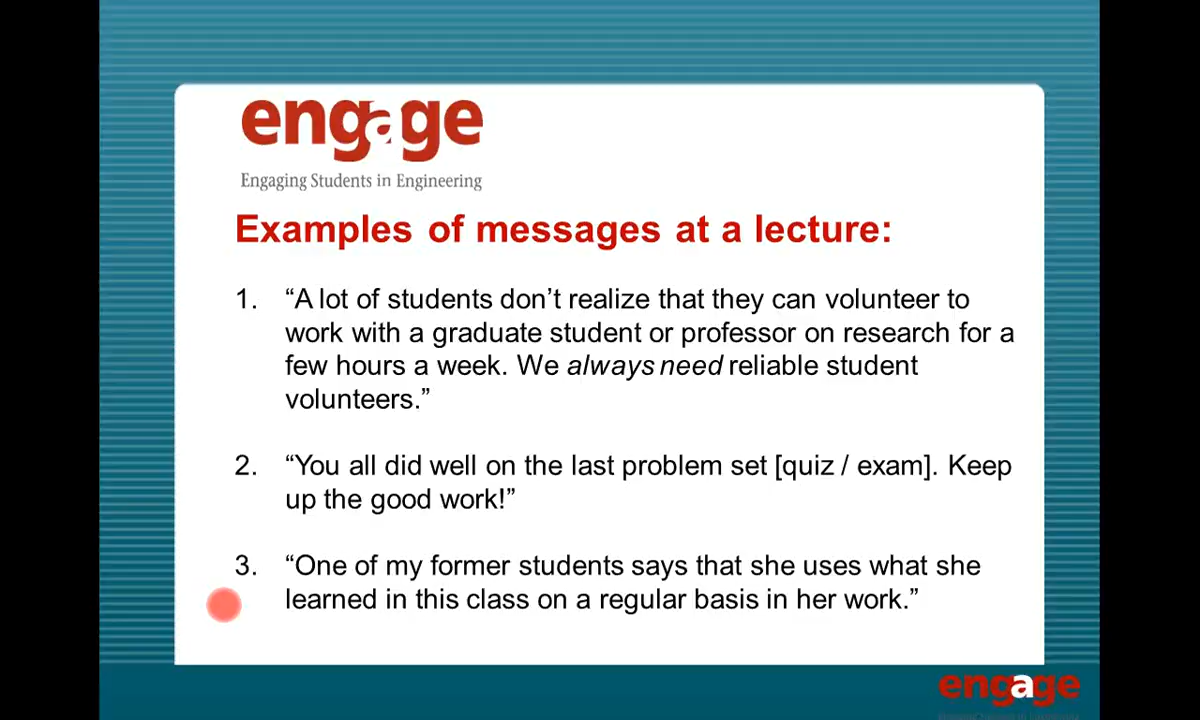 engage
Engaging Students in Engineering
Examples of messages at a lecture:
1. “A lot of students don’t realize that they can volunteer to
work with a graduate student or professor on research for a
few hours a week. We always need reliable student
volunteers.”
2. “You all did well on the last problem set [quiz / exam]. Keep
up the good work!”
3. “One of my former students says that she uses what she
learned in this class on a regular basis in her work.”
engage